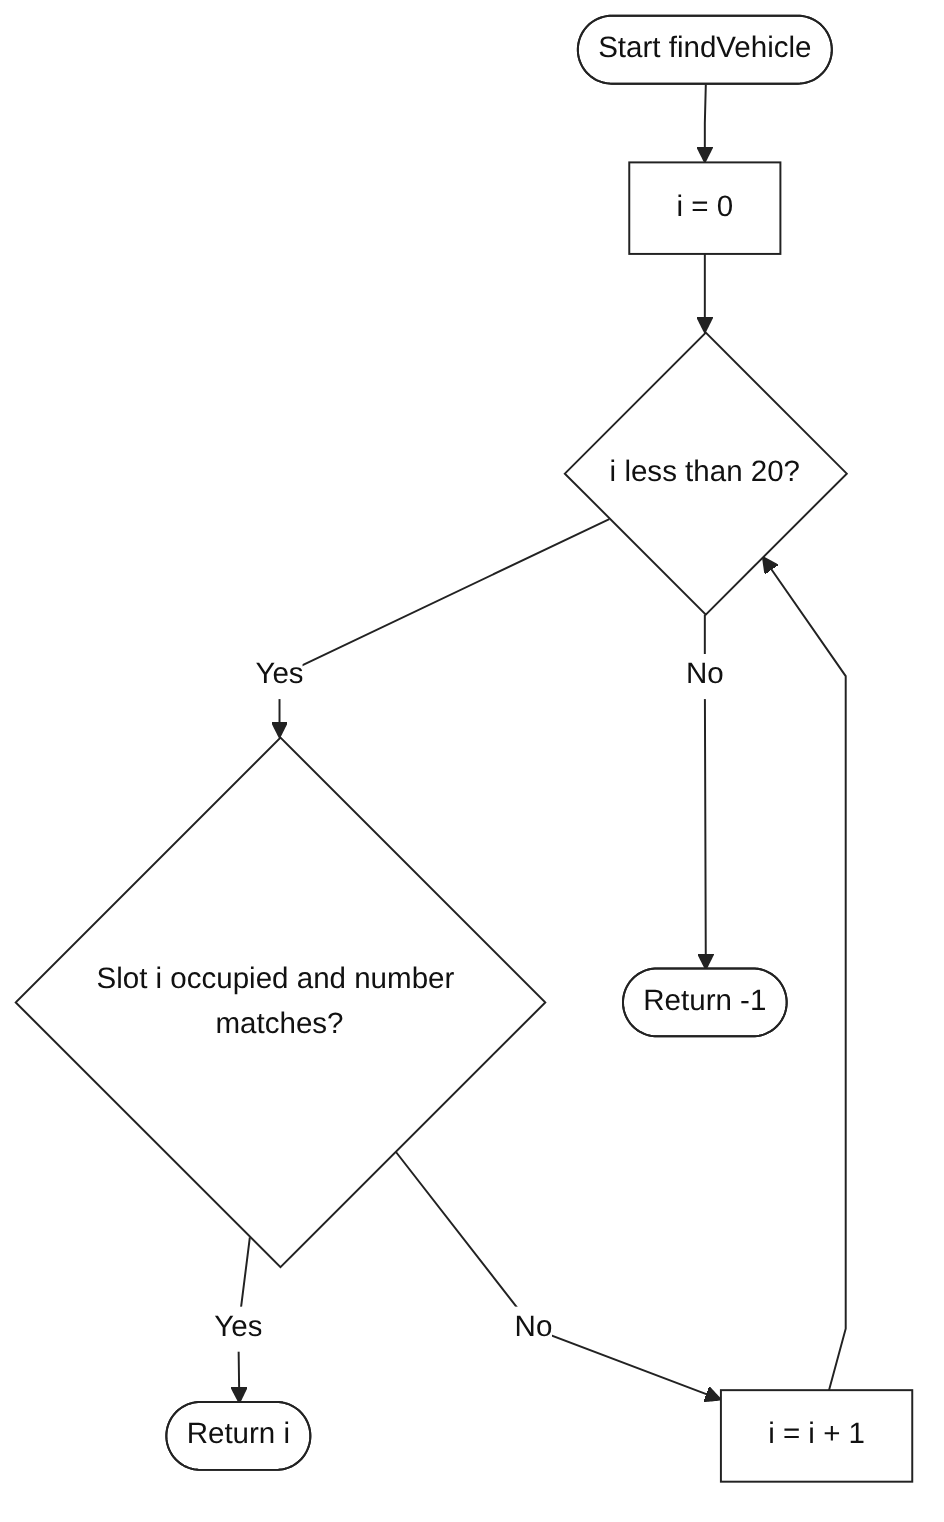 Start findVehicle
i = 0
i less than 20?
Yes
No
Slot i occupied and number
matches?
Return -1
Yes
No
Return i
i = i + 1